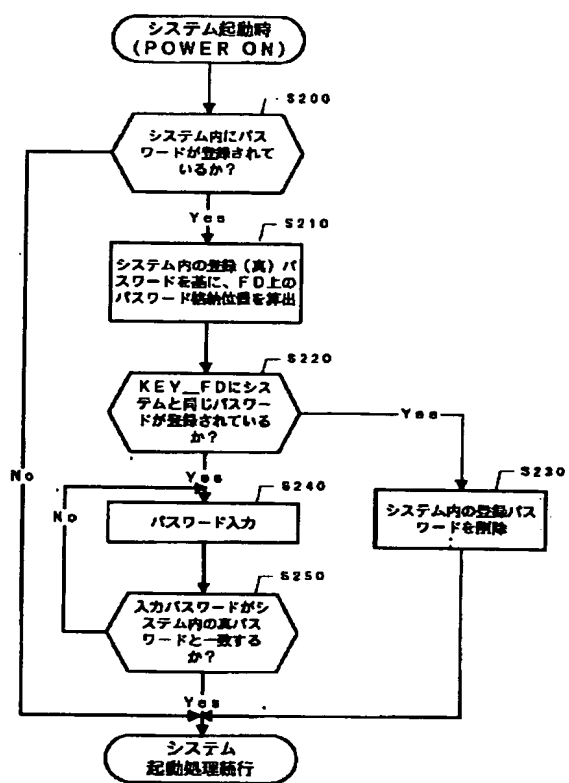 システム起動時
(POWER ON)
S200
システム内にパス
ワードが登録されて
いるか？
Yes
S210
システム内の登録（真）パ
スワードを基に、FD上の
パスワード格納位置を算出
S220
KEY＿FDにシス
テムと同じパスワー
ドが登録されている
か？
Yes
No
Yes
S230
システム内の登録パス
ワードを削除
S240
No
パスワード入力
S250
入力パスワードがシ
ステム内の真パス
ワードと一致する
か？
Yes
システム
起動処理続行